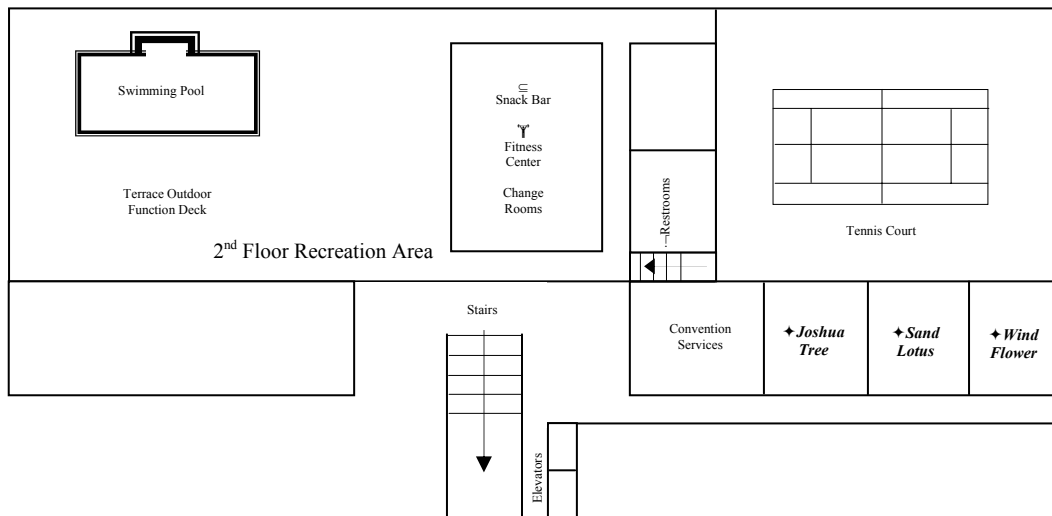 Swimming Pool
Snack Bar
Fitness
Center
Change
Rooms
Restrooms
Terrace Outdoor
Function Deck
2nd Floor Recreation Area
Tennis Court
Stairs
Convention
Services
Joshua
Tree
Sand
Lotus
Wind
Flower
Elevators